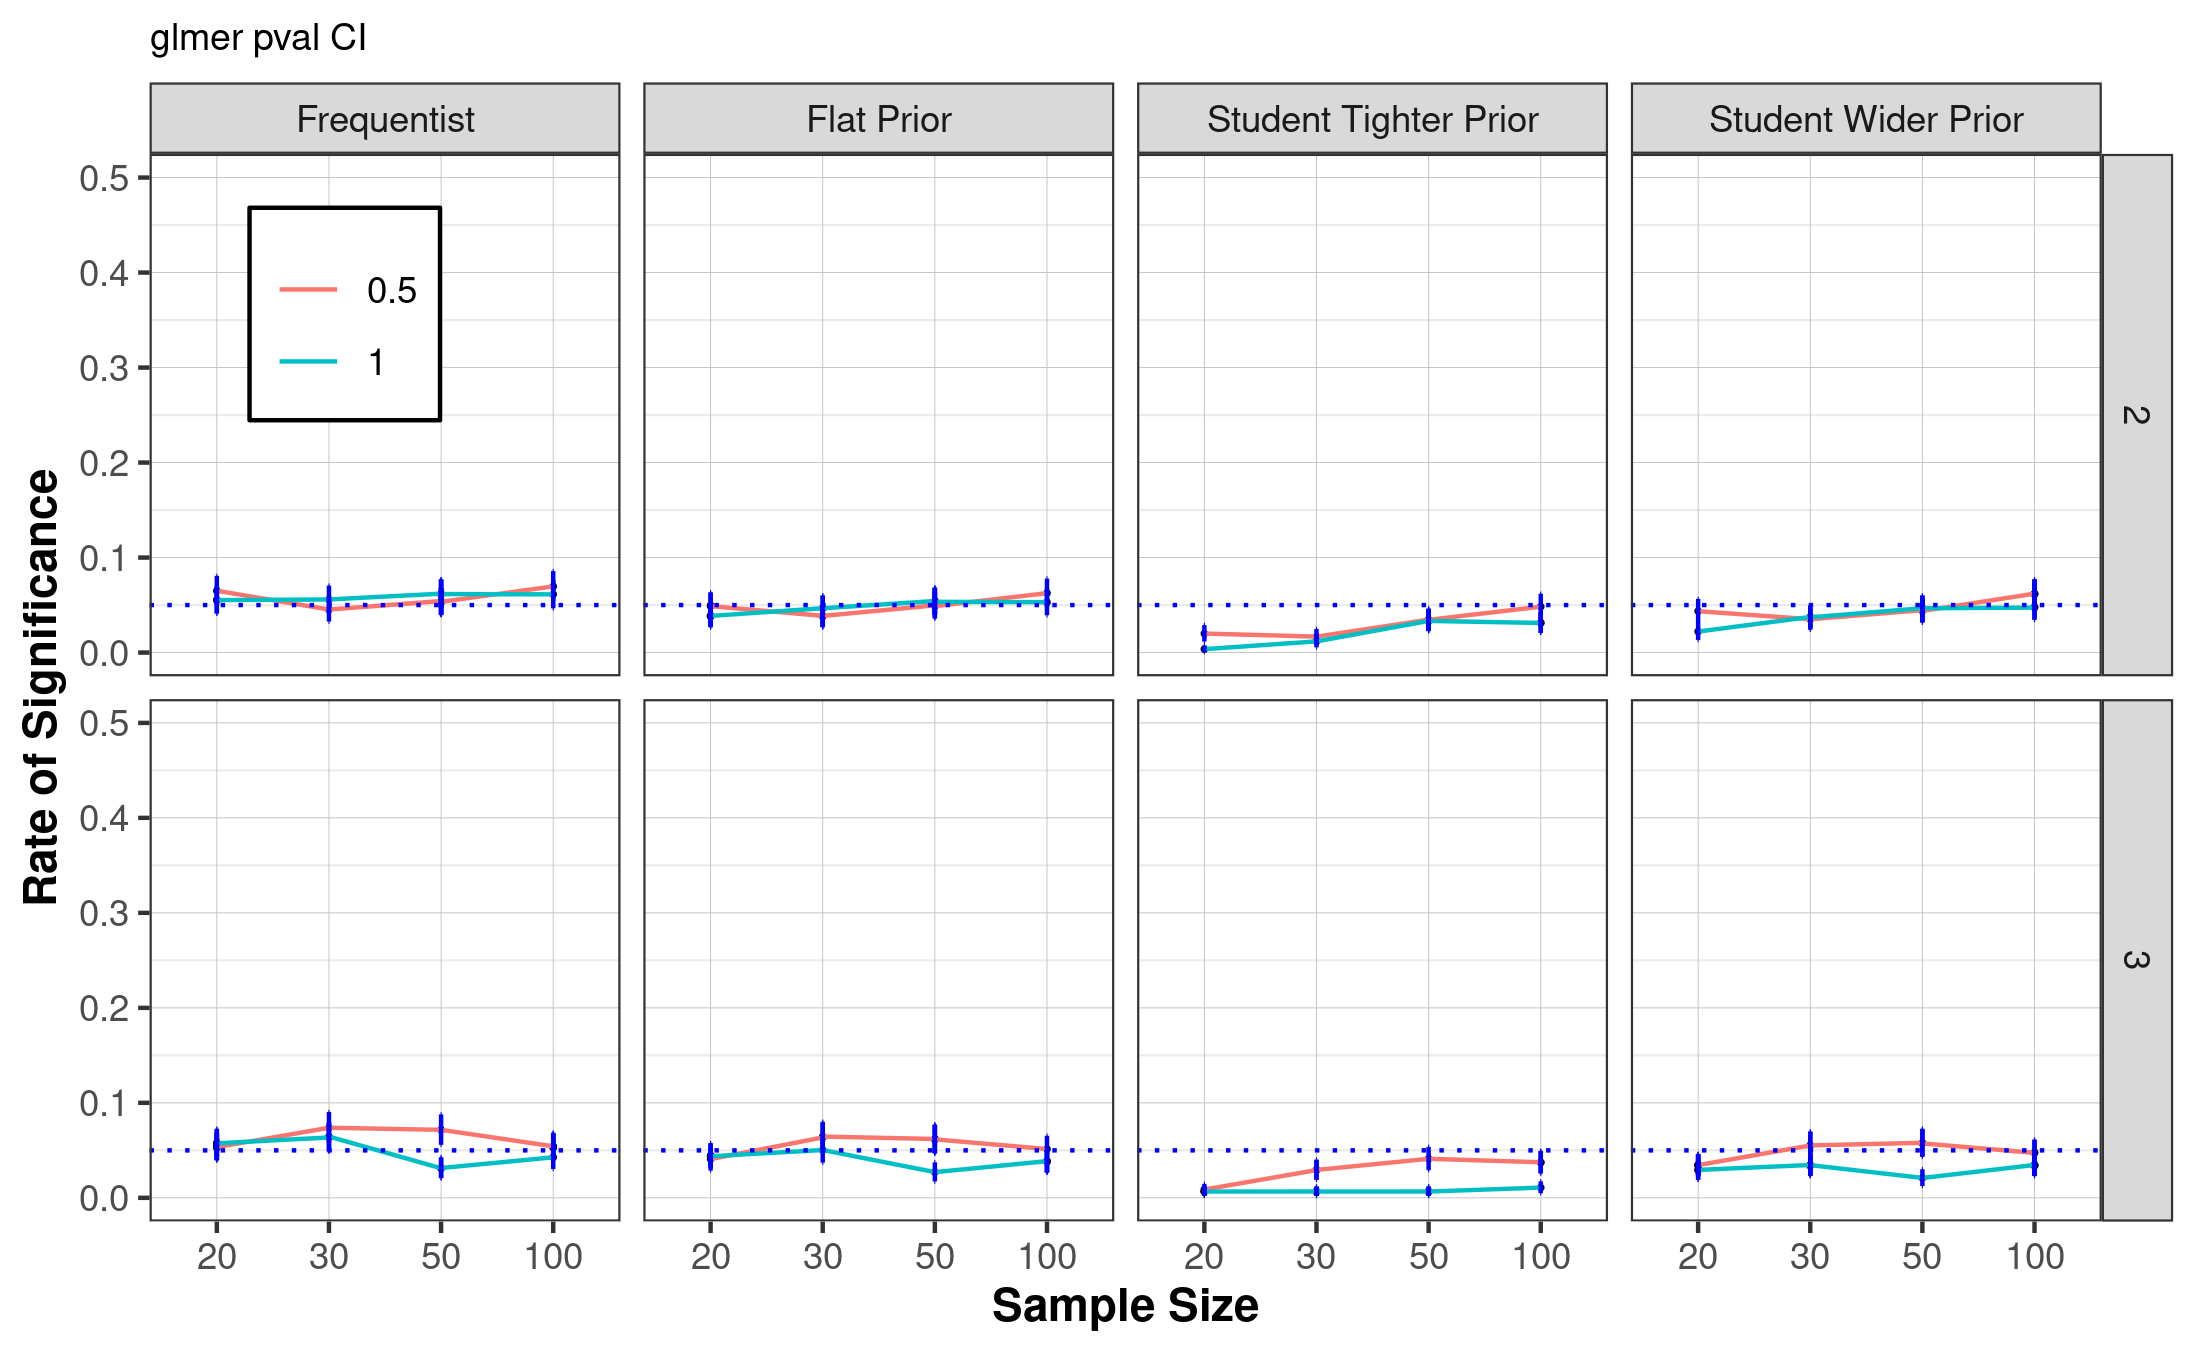 glmer pval CI
Frequentist
Flat Prior
Student Tighter Prior
Student Wider Prior
0.5
0.4
0.3
0.2
0.1
0.0
0.5
1
2
0.5
0.4
0.3
0.2
0.1
0.0
3
Rate of Significance
20 30 50 100
20 30 50 100
20 30 50 100
20 30 50 100
Sample Size